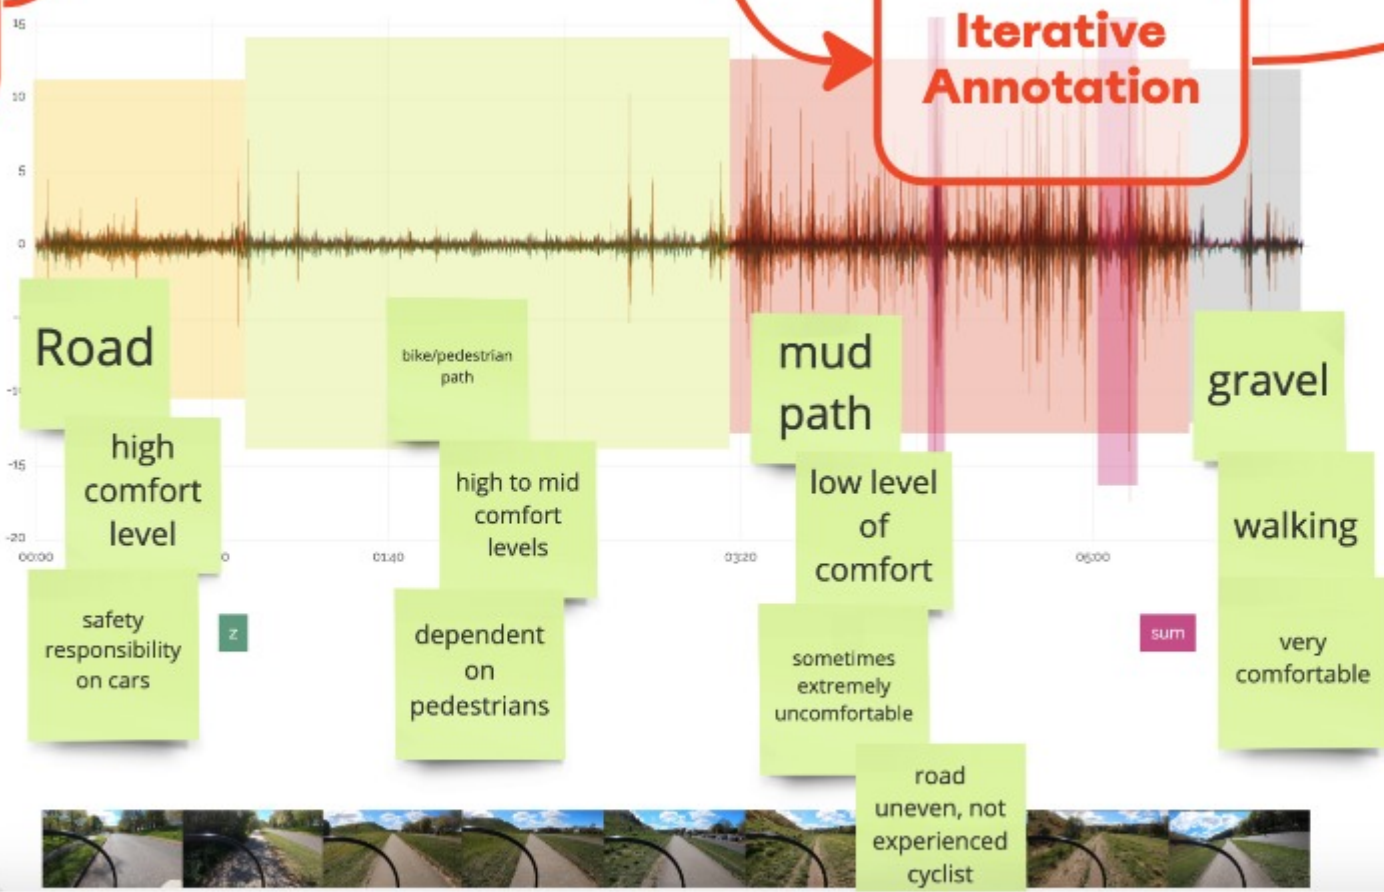 Iterative
Annotation
15
10
5
0
-15
-20
00:00
01:40
03:20
05:00
Road
high
comfort
level
safety
responsibility
on cars
z
bike/pedestrian
path
high to mid
comfort
levels
dependent
on
pedestrians
mud
path
low level
of
comfort
sometimes
extremely
uncomfortable
road
uneven, not
experienced
cyclist
sum
gravel
walking
very
comfortable